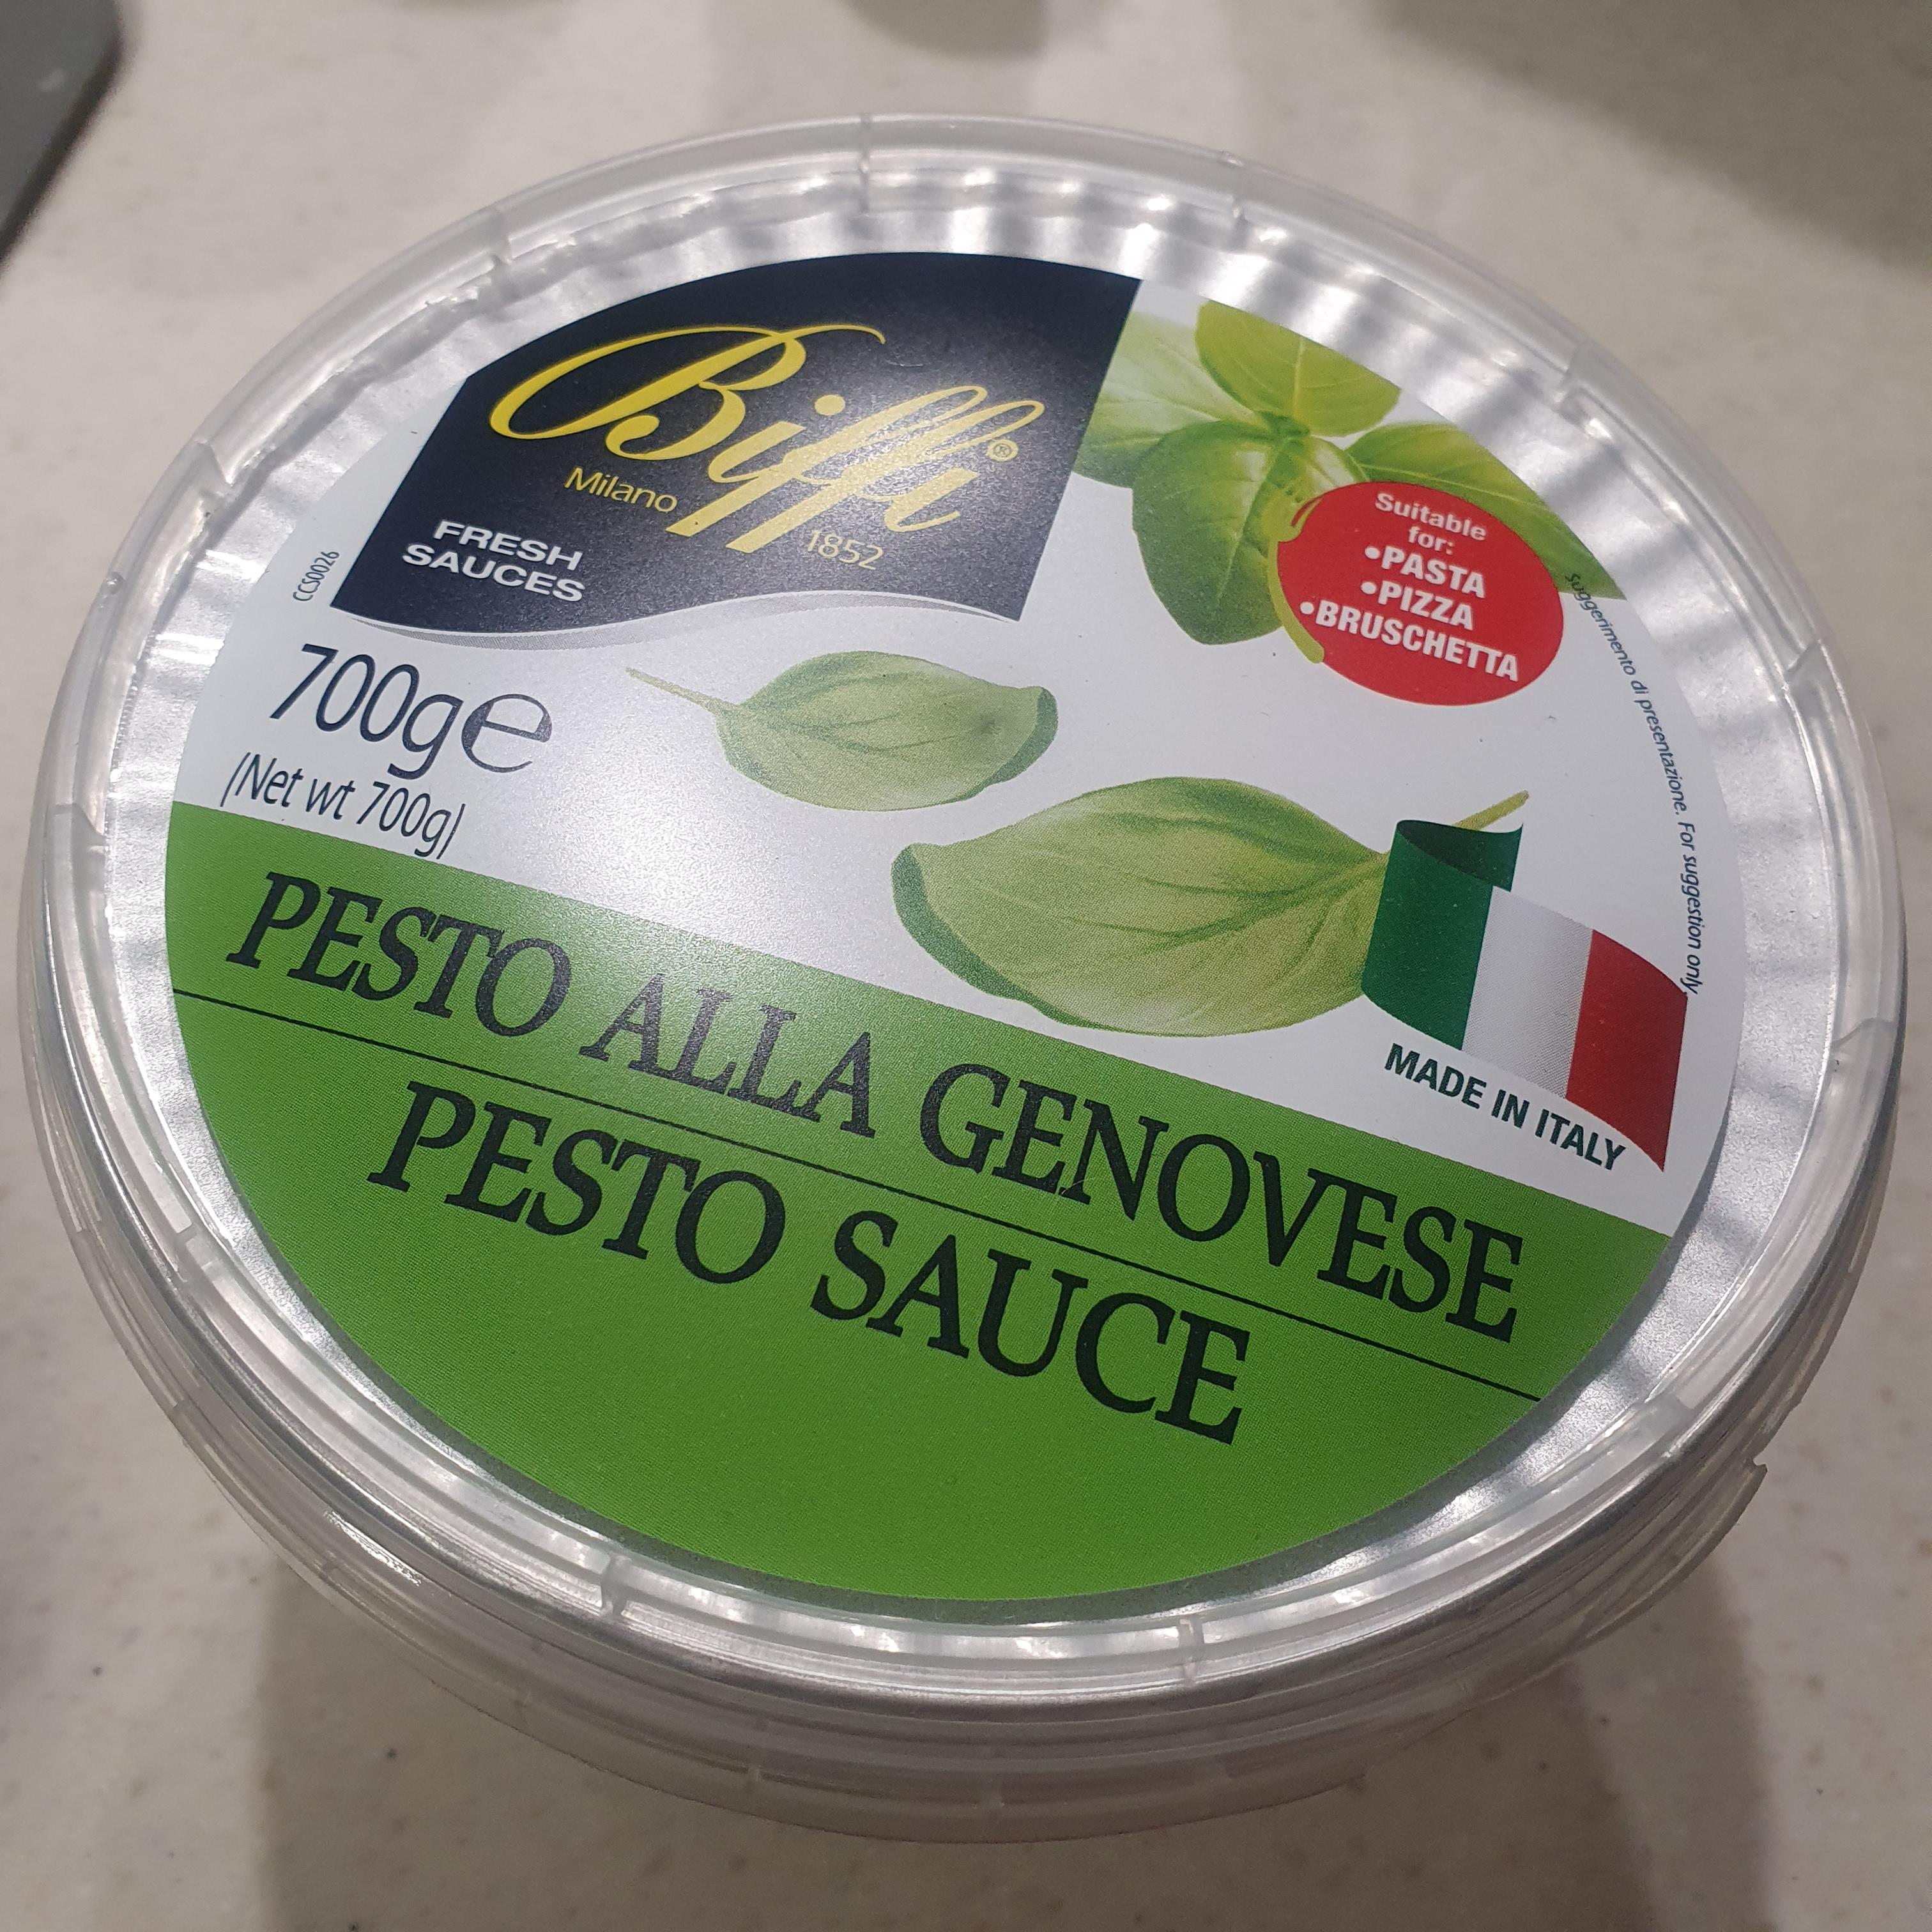 Biffi®
Milano
1852
FRESH
SAUCES
CCS0026
Suitable
for:
•PASTA
•PIZZA
•BRUSCHETTA
Suggerimento di presentazione. For suggestion only.
700g℮
(Net wt 700g)
MADE IN ITALY
PESTO ALLA GENOVESE
PESTO SAUCE